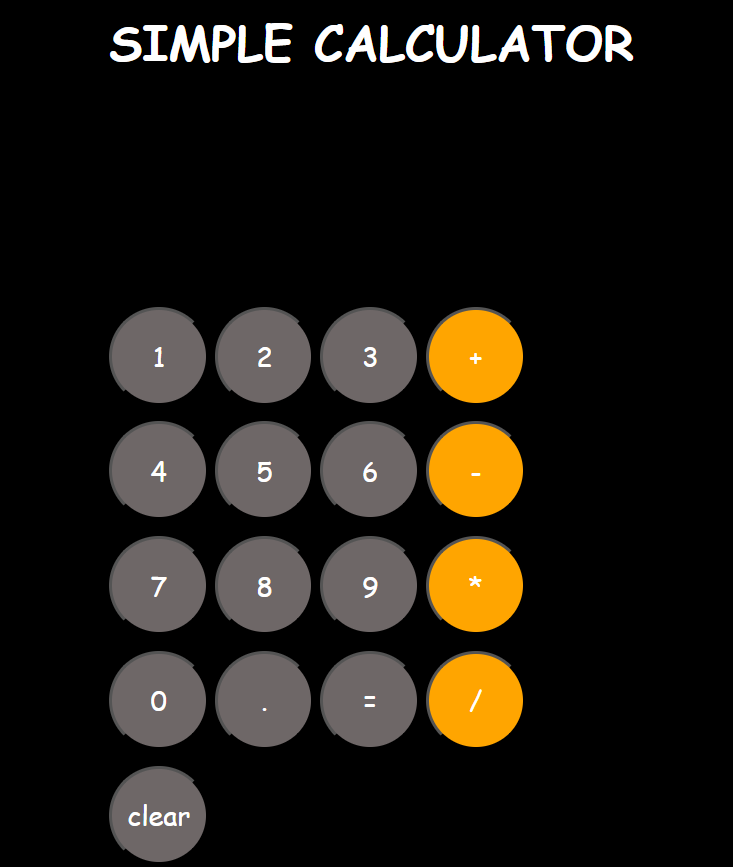 SIMPLE CALCULATOR
1 2 3 +
4 5 6 -
7 8 9 *
0 . = /
clear